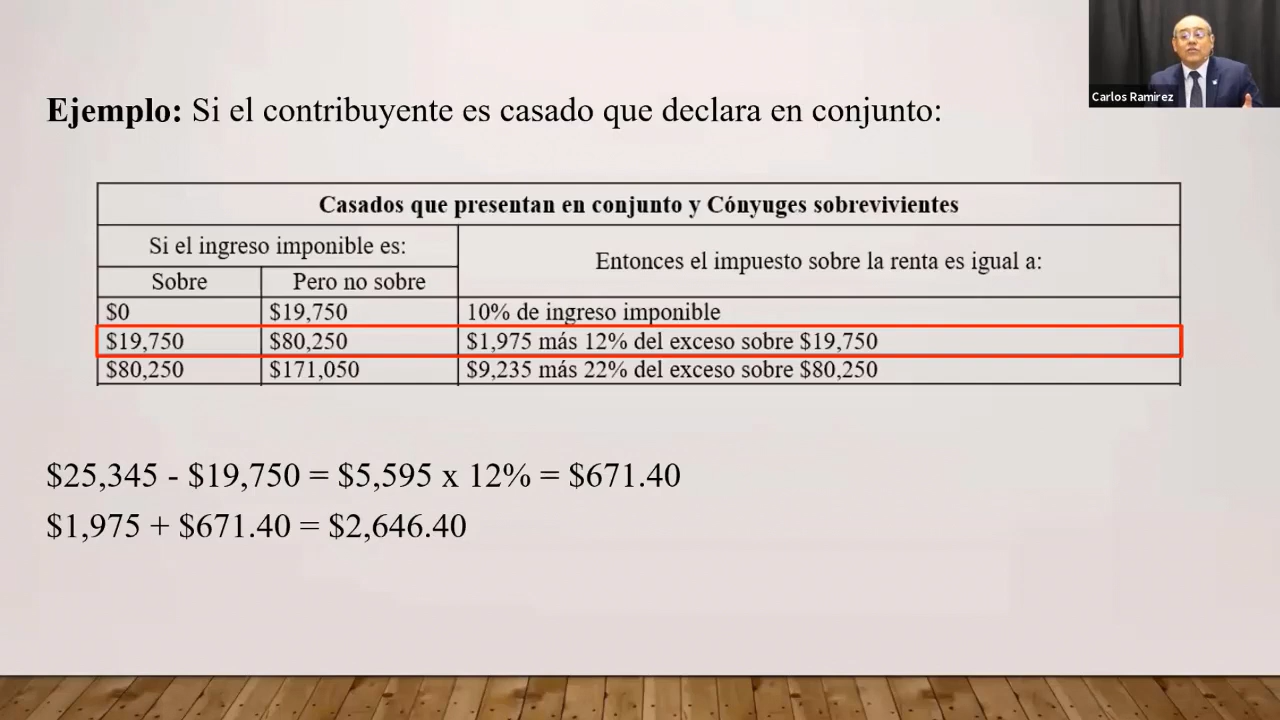 Carlos Ramirez
Ejemplo: Si el contribuyente es casado que declara en conjunto:
Casados que presentan en conjunto y Cónyuges sobrevivientes
Si el ingreso imponible es:
Entonces el impuesto sobre la renta es igual a:
Sobre Pero no sobre
$0 $19,750 10% de ingreso imponible
$19,750 $80,250 $1,975 más 12% del exceso sobre $19,750
$80,250 $171,050 $9,235 más 22% del exceso sobre $80,250
$25,345 - $19,750 = $5,595 x 12% = $671.40
$1,975 + $671.40 = $2,646.40